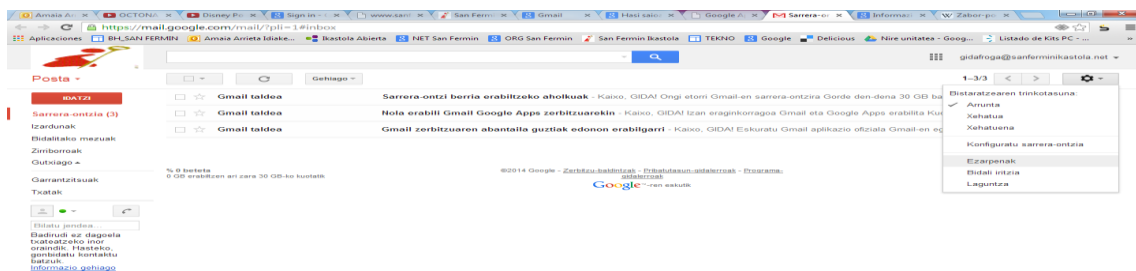 Amaia Ar
OCTONA
Disney Po
Sign in -
www.san
San Ferm
Gmail
Hasi saio
Google A
Sarrera-o
Informaz
Zabor-po
https://mail.google.com/mail/?pli=1#inbox
Aplicaciones
BH_SAN FERMIN
Amaia Arrieta Idiake...
Ikastola Abierta
NET San Fermin
ORG San Fermin
San Fermin Ikastola
TEKNO
Google
Delicious
Nire unitatea - Goog...
Listado de Kits PC - ...
gidafroga@sanferminikastola.net
Posta
Gehiago
1–3/3
IDATZI
Sarrera-ontzia (3)
Izardunak
Bidalitako mezuak
Zirriborroak
Gutxiago
Garrantzitsuak
Txatak
Bilatu jendea...
Badirudi ez dagoela
txateatzeko inor
oraindik. Hasteko,
gonbidatu kontaktu
batzuk.
Informazio gehiago
Gmail taldea Sarrera-ontzi berria erabiltzeko aholkuak - Kaixo, GIDA! Ongi etorri Gmail-en sarrera-ontzira Gorde den-dena 30 GB ba
Gmail taldea Nola erabili Gmail Google Apps zerbitzuarekin - Kaixo, GIDA! Izan eraginkorragoa Gmail eta Google Apps erabilita Kud
Gmail taldea Gmail zerbitzuaren abantaila guztiak edonon erabilgarri - Kaixo, GIDA! Eskuratu Gmail aplikazio ofiziala Gmail-en eg
% 0 beteta
0 GB erabiltzen ari zara 30 GB-ko kuotatik
©2014 Google - Zerbitzu-baldintzak - Pribatutasun-gidalerroak - Programa-
gidalerroak
Google™-ren eskutik
Bistaratzearen trinkotasuna:
Arrunta
Xehatua
Xehatuena
Konfiguratu sarrera-ontzia
Ezarpenak
Bidali iritzia
Laguntza